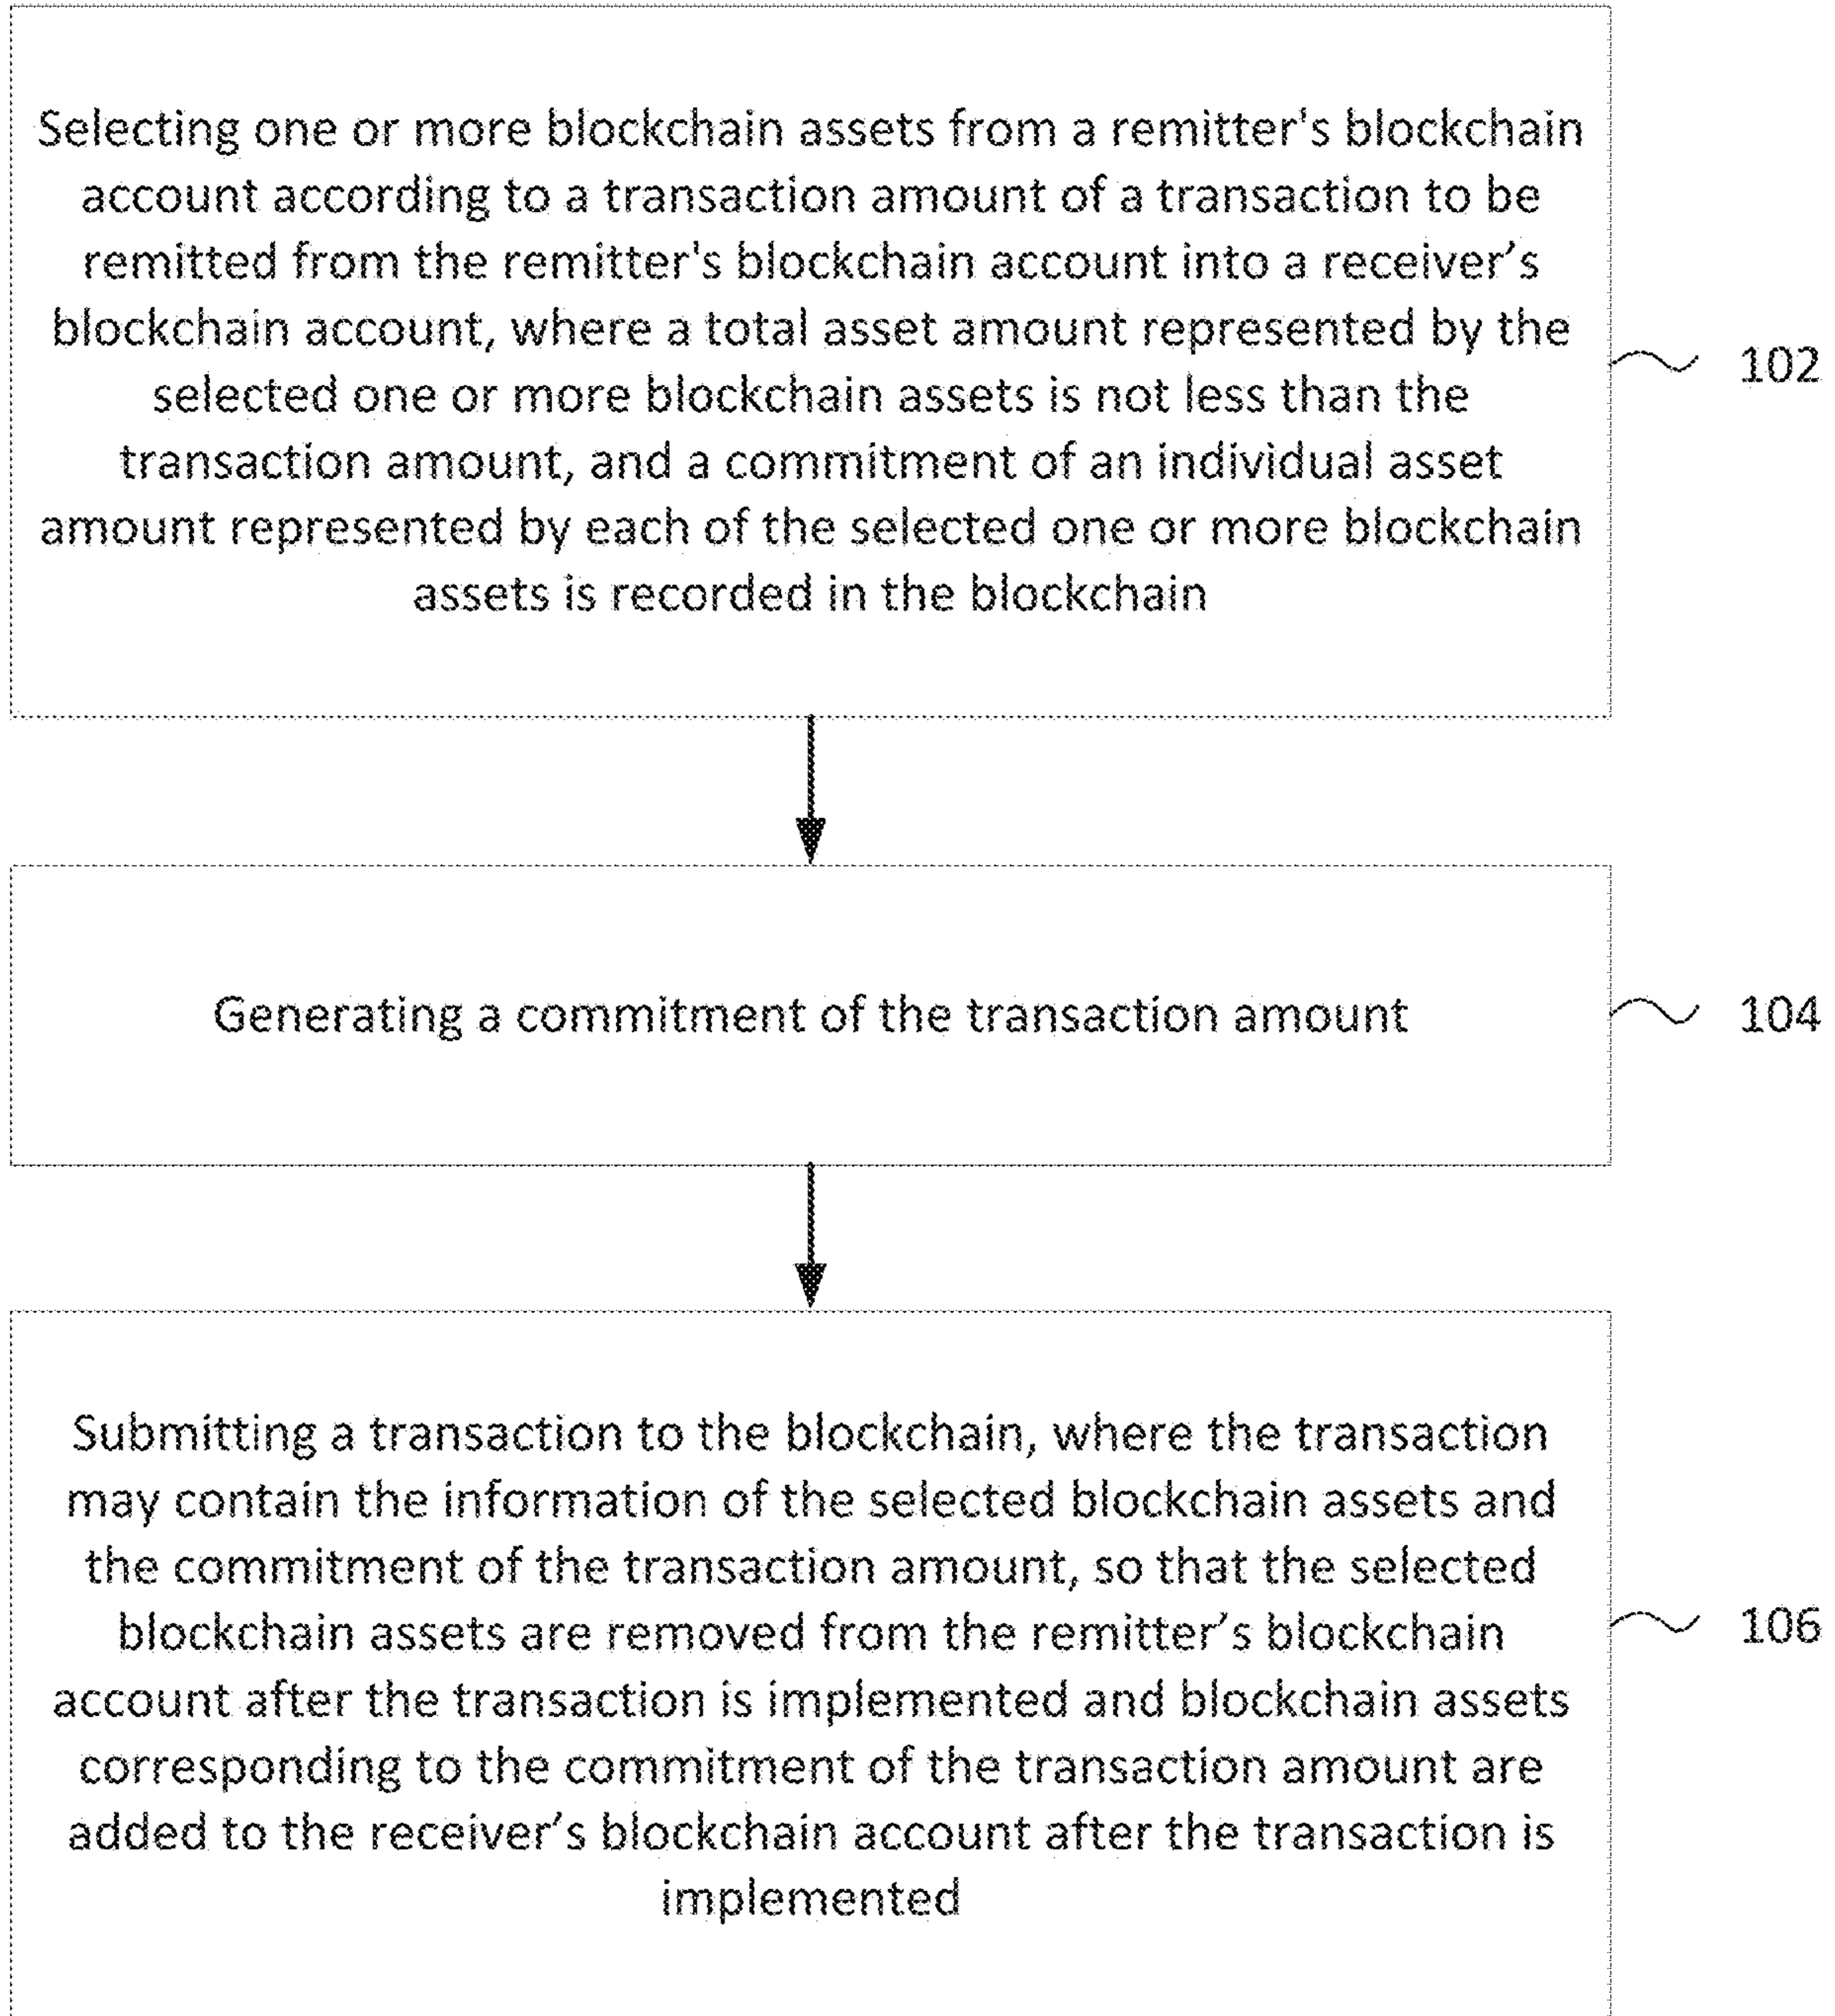 Selecting one or more blockchain assets from a remitter's blockchain
account according to a transaction amount of a transaction to be
remitted from the remitter's blockchain account into a receiver’s
blockchain account, where a total asset amount represented by the
selected one or more blockchain assets is not less than the
transaction amount, and a commitment of an individual asset
amount represented by each of the selected one or more blockchain
assets is recorded in the blockchain
102
Generating a commitment of the transaction amount
104
Submitting a transaction to the blockchain, where the transaction
may contain the information of the selected blockchain assets and
the commitment of the transaction amount, so that the selected
blockchain assets are removed from the remitter’s blockchain
account after the transaction is implemented and blockchain assets
corresponding to the commitment of the transaction amount are
added to the receiver’s blockchain account after the transaction is
implemented
106